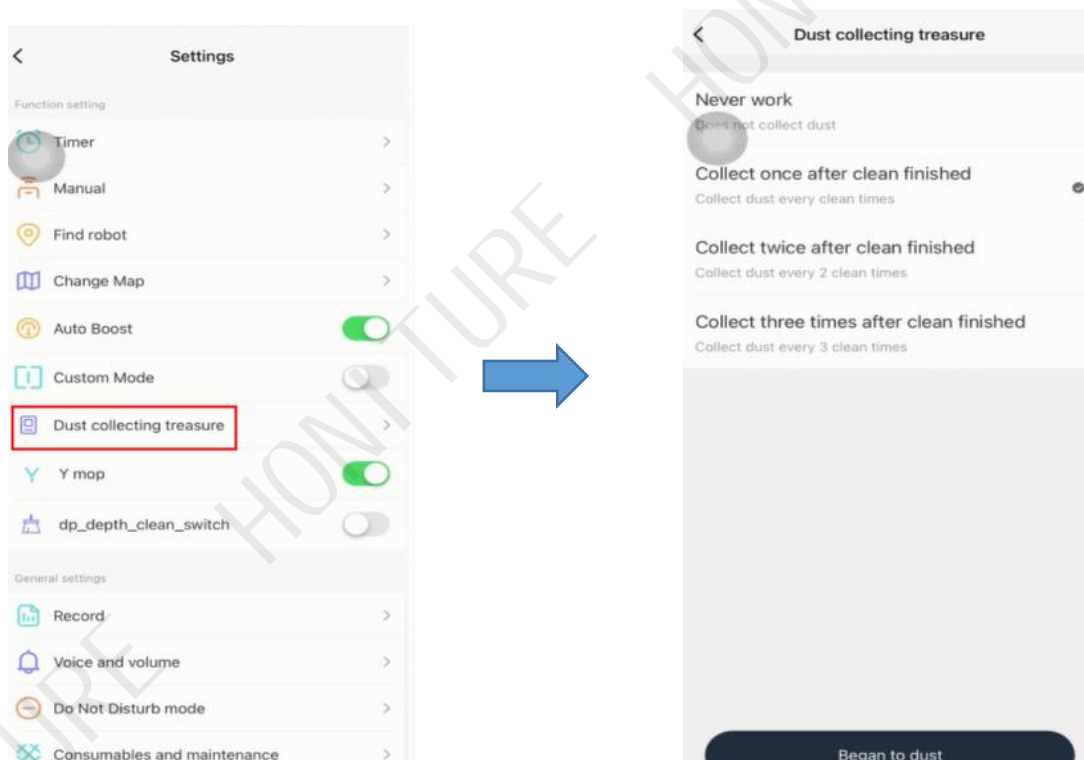 Settings
Function setting
Timer
Manual
Find robot
Change Map
Auto Boost
Custom Mode
Dust collecting treasure
Y mop
dp_depth_clean_switch
General settings
Record
Voice and volume
Do Not Disturb mode
Consumables and maintenance
Dust collecting treasure
Never work
Does not collect dust
Collect once after clean finished
Collect dust every clean times
Collect twice after clean finished
Collect dust every 2 clean times
Collect three times after clean finished
Collect dust every 3 clean times
Began to dust
HONTURE